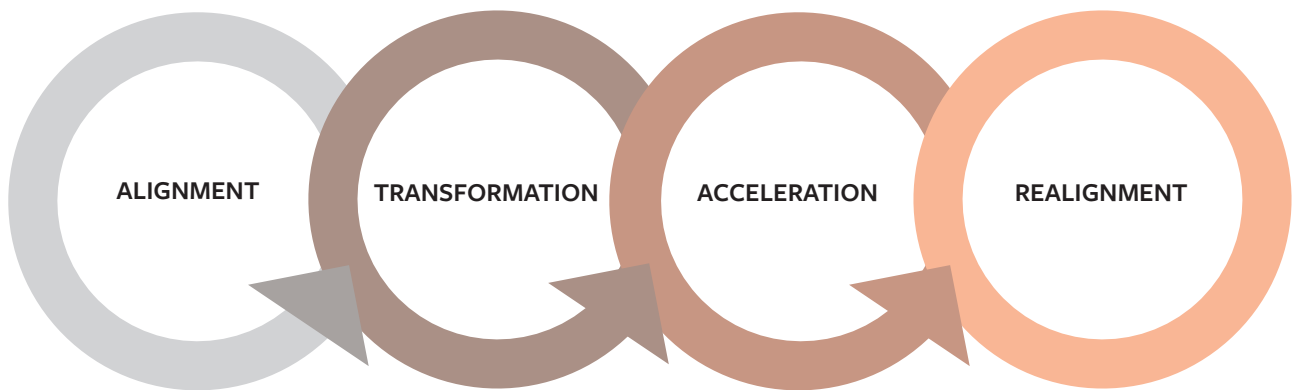 ALIGNMENT
TRANSFORMATION
ACCELERATION
REALIGNMENT